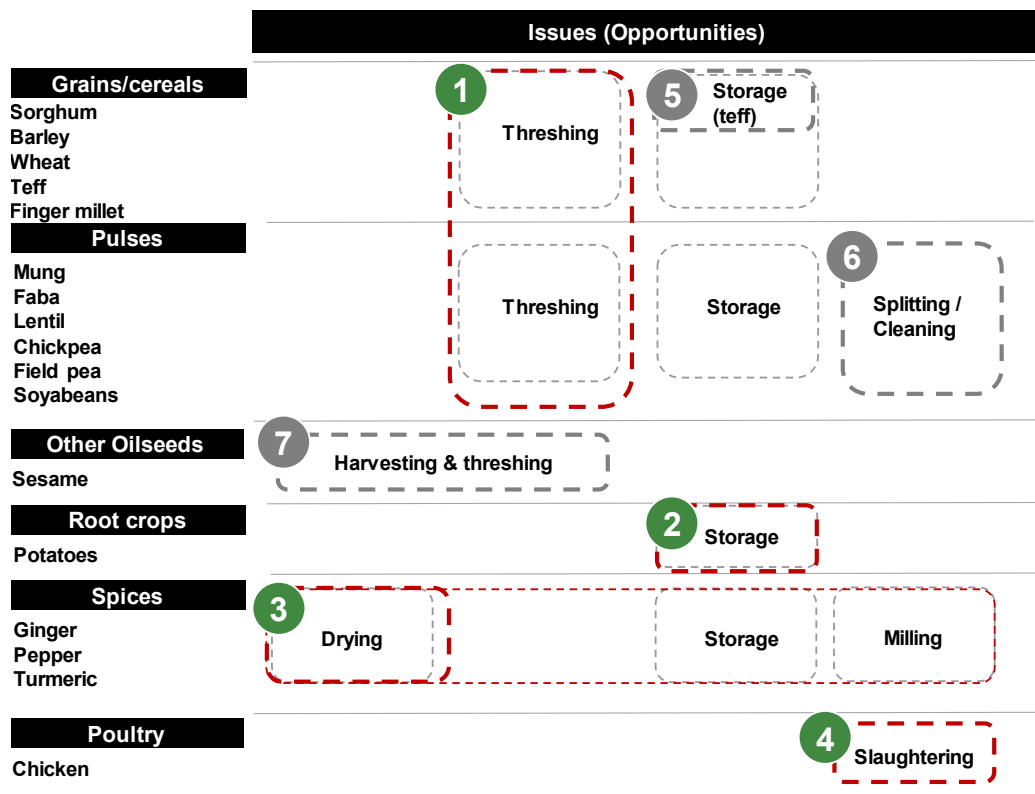 Issues (Opportunities)
Grains/cereals
Sorghum
Barley
Wheat
Teff
Finger millet
1
Threshing
5
Storage
(teff)
Pulses
Mung
Faba
Lentil
Chickpea
Field pea
Soyabeans
Threshing
Storage
6
Splitting /
Cleaning
Other Oilseeds
Sesame
7
Harvesting & threshing
Root crops
Potatoes
2
Storage
Spices
Ginger
Pepper
Turmeric
3
Drying
Storage
Milling
Poultry
Chicken
4
Slaughtering